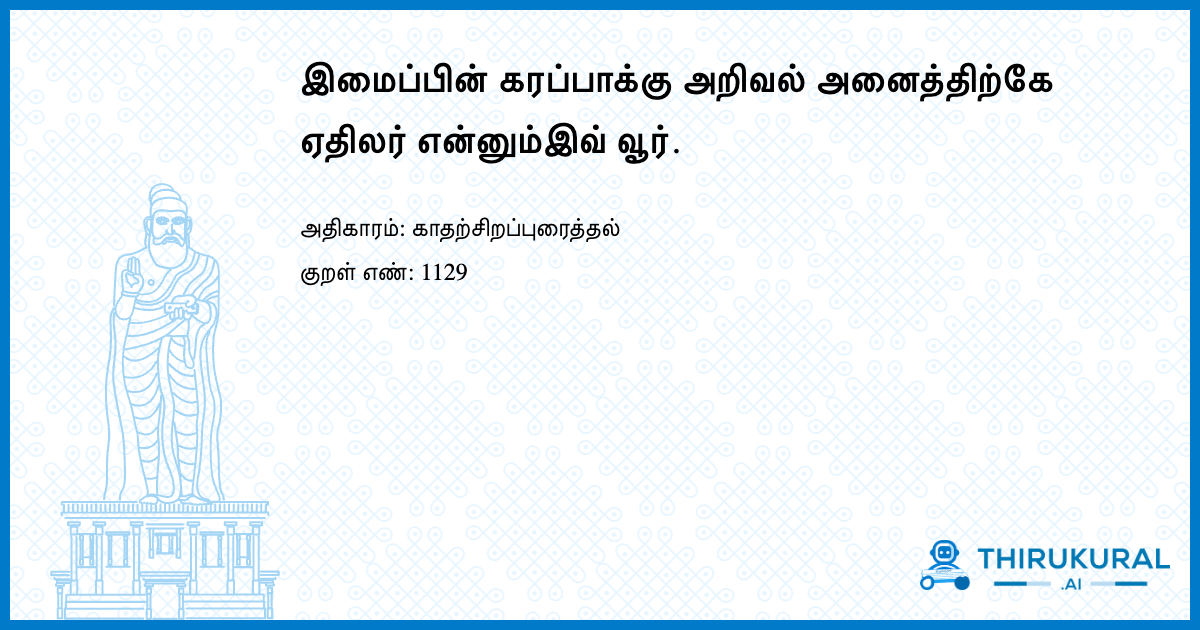 இமைப்பின் கரப்பாக்கு அறிவல் அனைத்திற்கே
ஏதிலர் என்னும்இவ் வூர்.
அதிகாரம்: காதற்சிறப்புரைத்தல்
குறள் எண்: 1129
THIRUKURAL
.AI